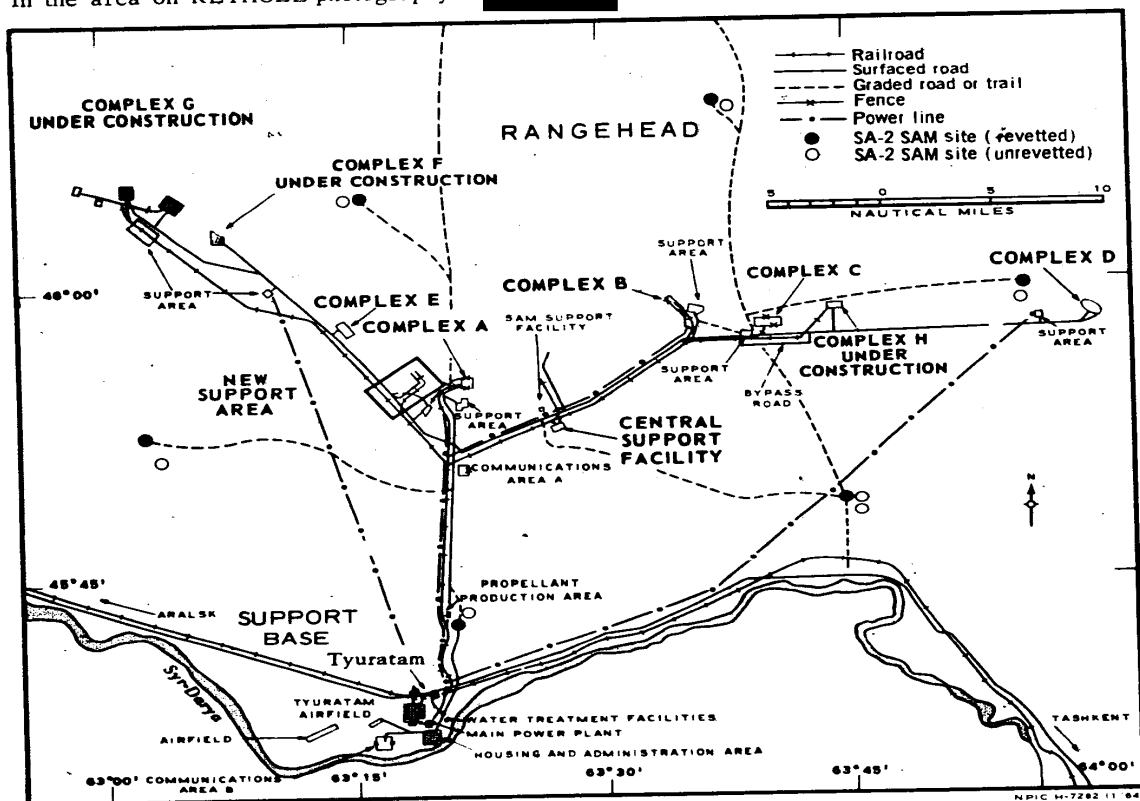 in the area on KEYHOLE photography
Railroad
Surfaced road
Graded road or trail
Fence
Power line
SA-2 SAM site (revetted)
SA-2 SAM site (unrevetted)
5 0 5 10
NAUTICAL MILES
COMPLEX G
UNDER CONSTRUCTION
RANGEHEAD
COMPLEX F
UNDER CONSTRUCTION
SUPPORT
AREA
COMPLEX C
COMPLEX D
COMPLEX B
46°00'
SUPPORT
AREA
COMPLEX E
SAM SUPPORT
FACILITY
COMPLEX A
COMPLEX H
UNDER
CONSTRUCTION
SUPPORT
AREA
SUPPORT
AREA
BYPASS
ROAD
NEW
SUPPORT
AREA
SUPPORT
AREA
CENTRAL
SUPPORT
FACILITY
COMMUNICATIONS
AREA A
N
45°45'
PROPELLANT
PRODUCTION AREA
ARALSK
SUPPORT
BASE
Tyuratam
Syr-Darya
TYURATAM
AIRFIELD
WATER TREATMENT FACILITIES
MAIN POWER PLANT
AIRFIELD
HOUSING AND ADMINISTRATION AREA
TASHKENT
63°00'
COMMUNICATIONS
AREA B
63°15'
63°30'
63°45'
64°00'
NPIC H-7282 (1/64)